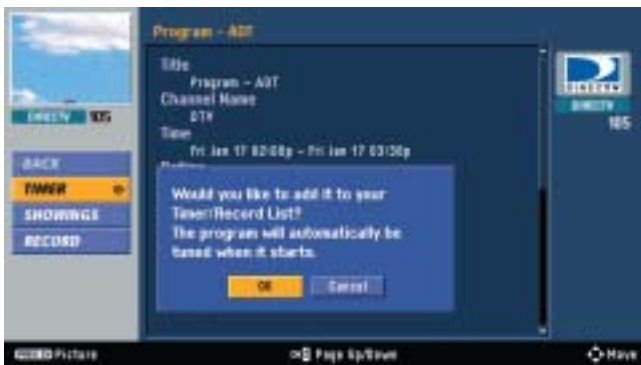 Program - ADT
Title
Program - ADT
Channel Name
DTV
Time
Fri Jan 17 02:00p - Fri Jan 17 03:30p
DIRECTV 105
DIRECTV
DIRECTV
105
BACK
TIMER
SHOWINGS
RECORD
Would you like to add it to your
Timer/Record List?
The program will automatically be
tuned when it starts.
OK
Cancel
Picture
Page Up/Down
Move